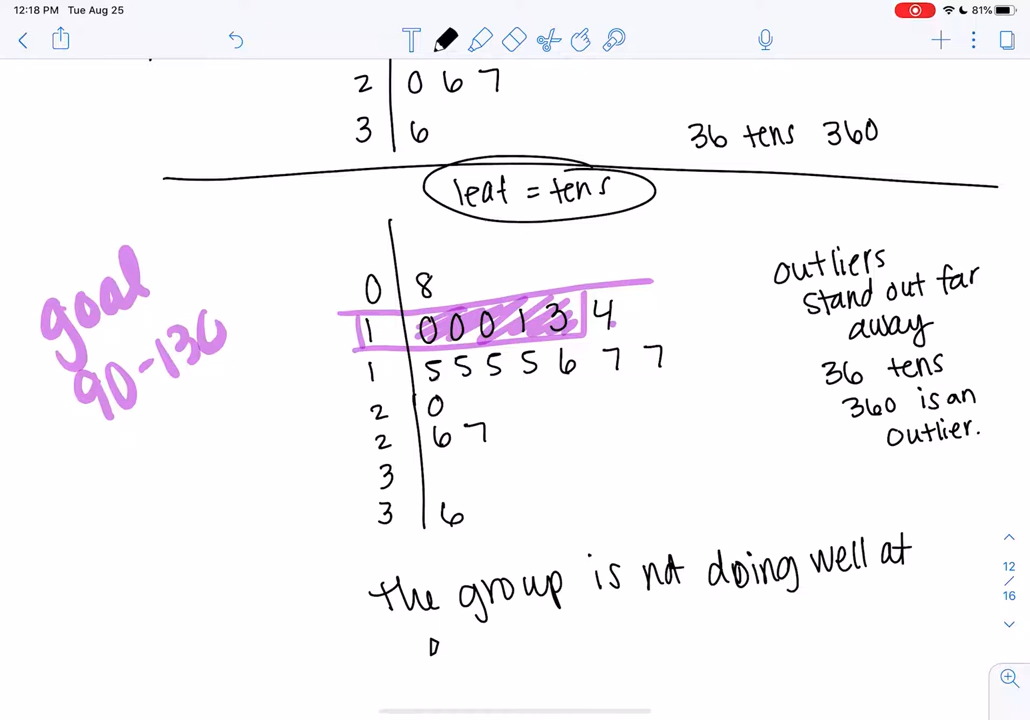 12:18 PM Tue Aug 25
81%
T
2 | 0 6 7
3 | 6
36 tens 360
leaf = tens
goal
90-130
0 | 8
1 | 0 0 0 1 3 4
1 | 5 5 5 5 6 7 7
2 | 0
2 | 6 7
3 |
3 | 6
outliers
stand out far
away
36 tens
360 is an
outlier.
the group is not doing well at
12
/
16